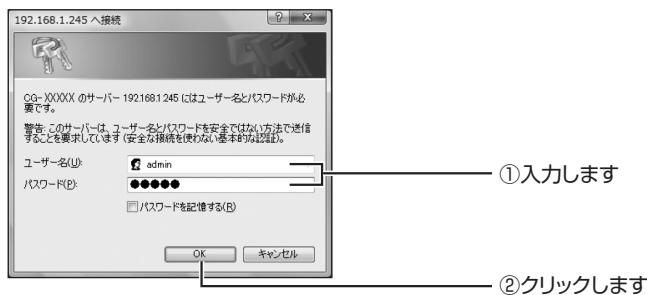 192.168.1.245 へ接続
CG-XXXXX のサーバー 192.168.1.245 にはユーザー名とパスワードが必
要です。
警告: このサーバーは、ユーザー名とパスワードを安全ではない方法で送信
することを要求しています (安全な接続を使わない基本的な認証)。
ユーザー名(U):
admin
パスワード(P):
●●●●●
パスワードを記憶する(R)
OK
キャンセル
①入力します
②クリックします